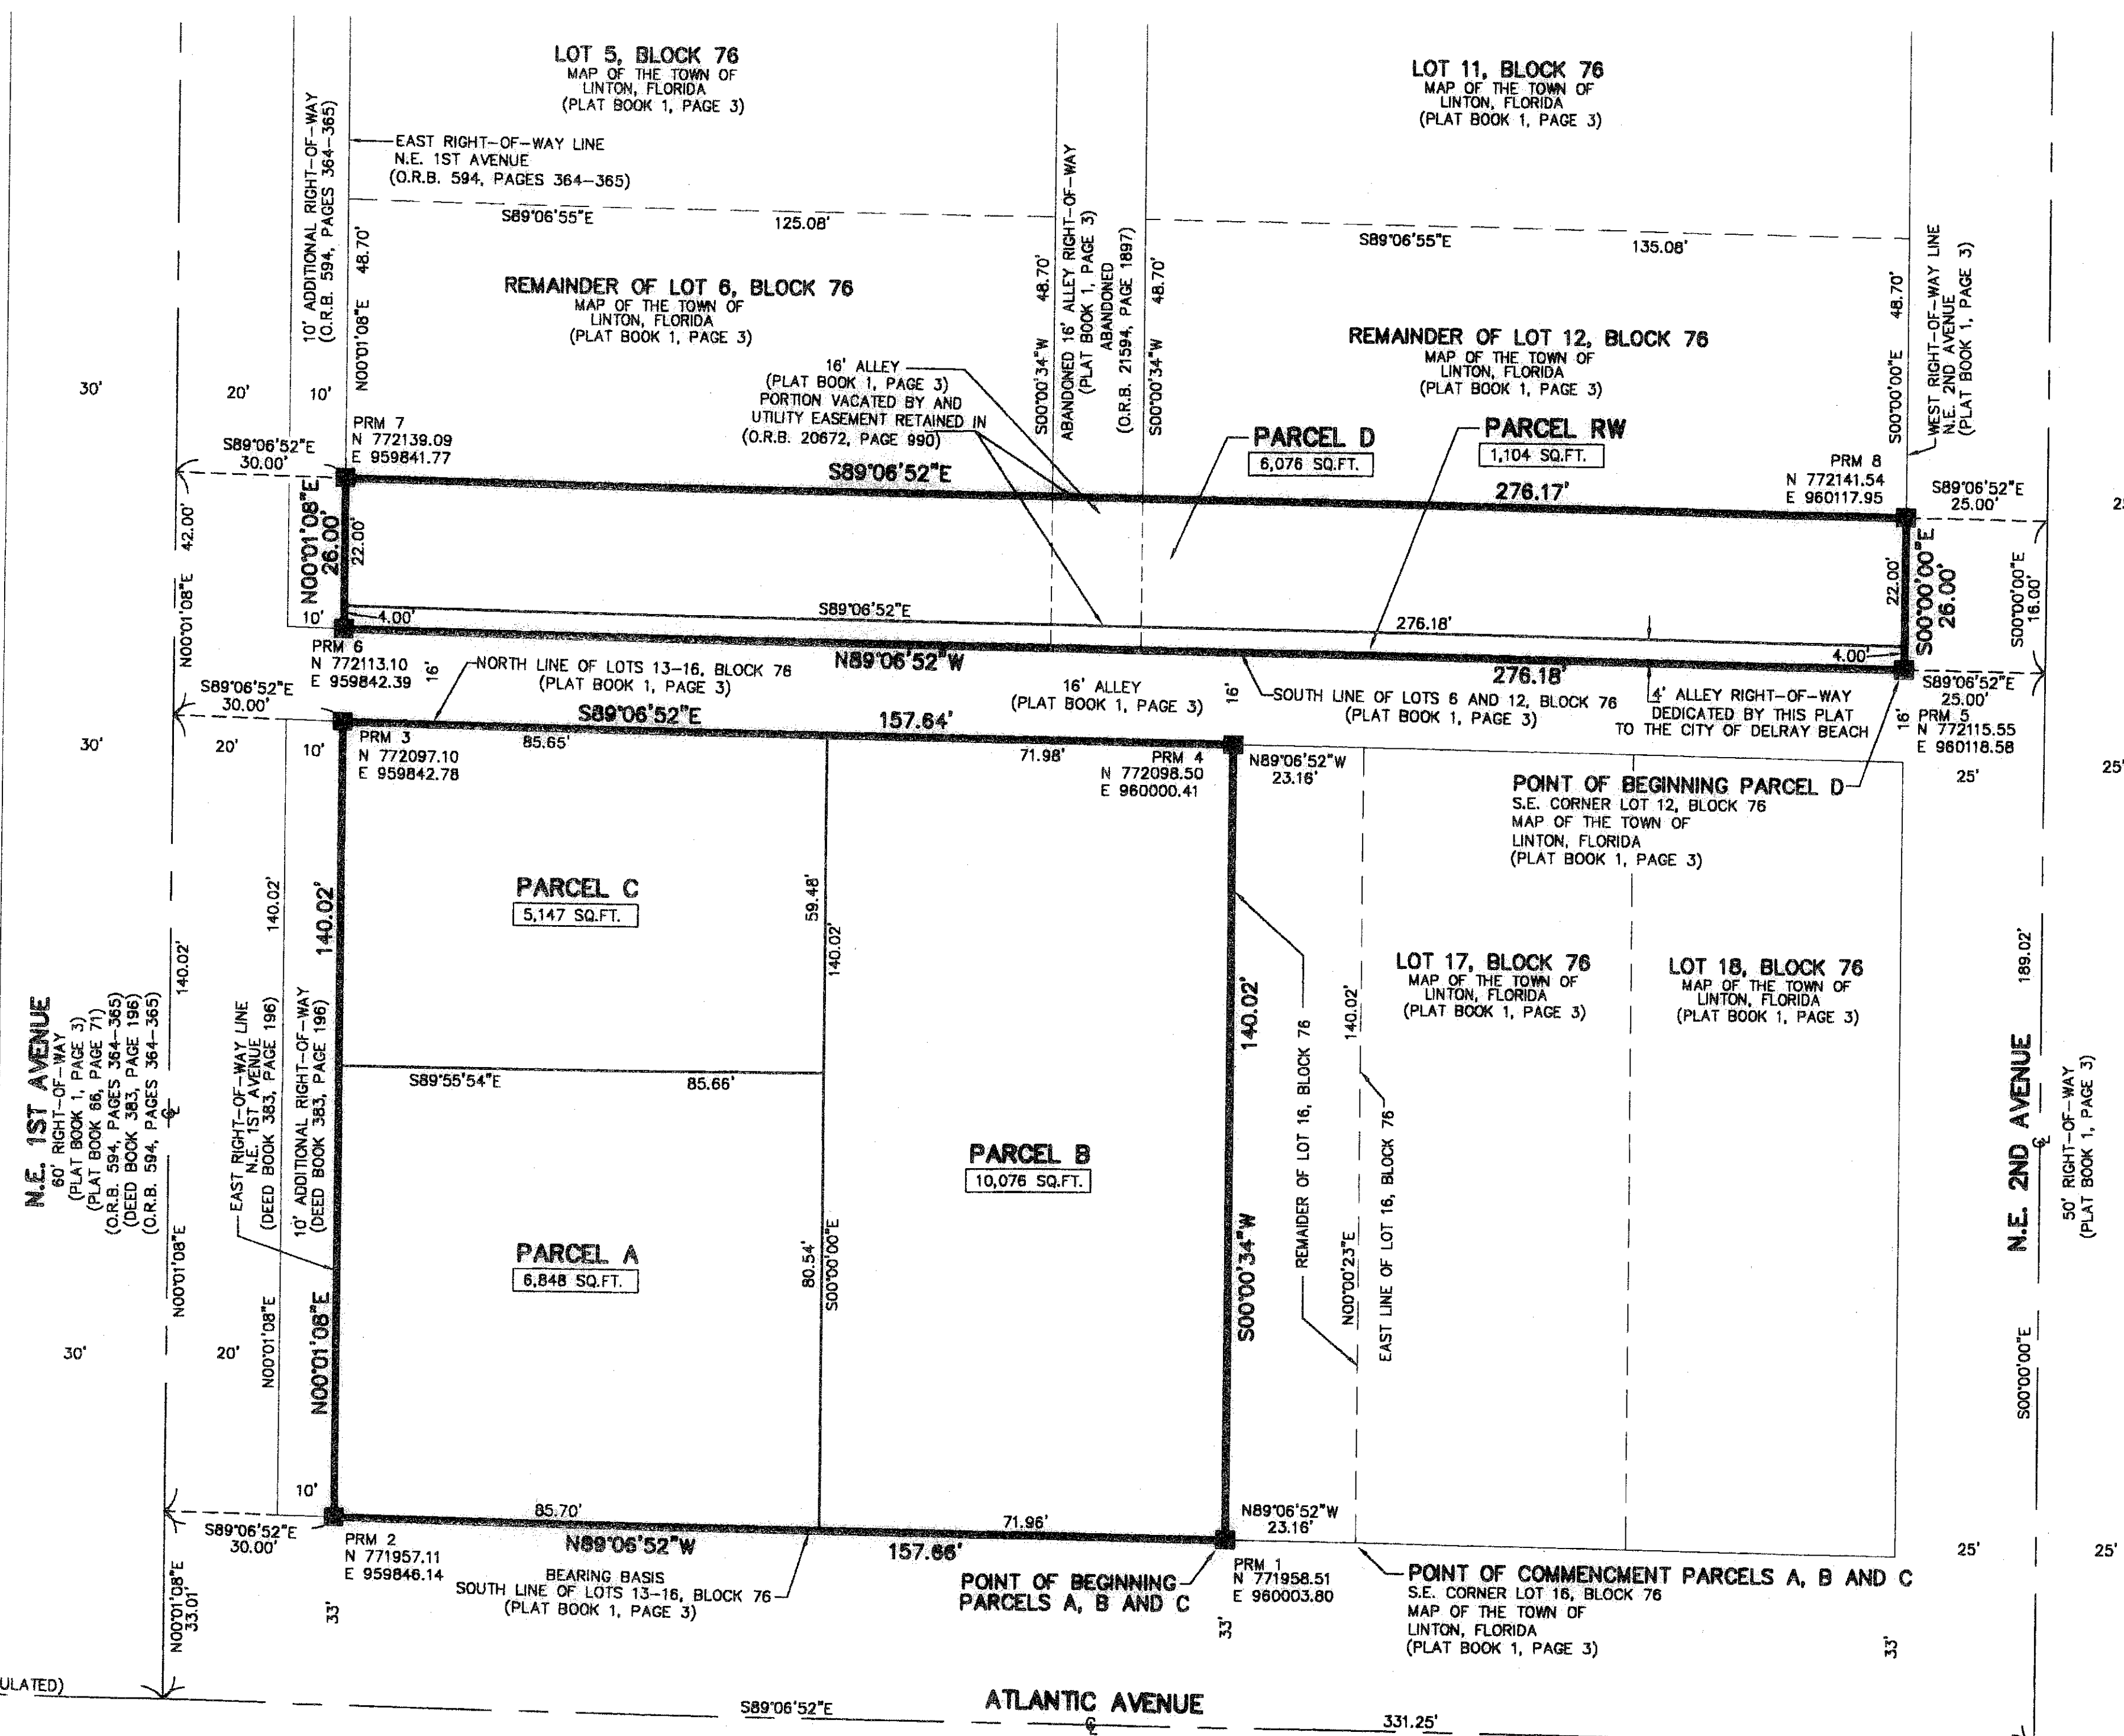 LOT 5, BLOCK 76
MAP OF THE TOWN OF
LINTON, FLORIDA
(PLAT BOOK 1, PAGE 3)
LOT 11, BLOCK 76
MAP OF THE TOWN OF
LINTON, FLORIDA
(PLAT BOOK 1, PAGE 3)
10' ADDITIONAL RIGHT-OF-WAY
(O.R.B. 594, PAGES 364-365)
EAST RIGHT-OF-WAY LINE
N.E. 1ST AVENUE
(O.R.B. 594, PAGES 364-365)
S89°06'55"E
125.08'
S89°06'55"E
135.08'
N00°01'08"E 48.70'
REMAINDER OF LOT 6, BLOCK 76
MAP OF THE TOWN OF
LINTON, FLORIDA
(PLAT BOOK 1, PAGE 3)
S00°00'34"W 48.70'
ABANDONED 16' ALLEY RIGHT-OF-WAY
(PLAT BOOK 1, PAGE 3)
ABANDONED
(O.R.B. 21594, PAGE 1897)
S00°00'34"W 48.70'
REMAINDER OF LOT 12, BLOCK 76
MAP OF THE TOWN OF
LINTON, FLORIDA
(PLAT BOOK 1, PAGE 3)
S00°00'00"E 48.70'
WEST RIGHT-OF-WAY LINE
N.E. 2ND AVENUE
(PLAT BOOK 1, PAGE 3)
16' ALLEY
(PLAT BOOK 1, PAGE 3)
PORTION VACATED BY AND
UTILITY EASEMENT RETAINED IN
(O.R.B. 20672, PAGE 990)
30'
20'
10'
PRM 7
N 772139.09
E 959841.77
S89°06'52"E
30.00'
PARCEL D
6,076 SQ.FT.
PARCEL RW
1,104 SQ.FT.
PRM 8
N 772141.54
E 960117.95
S89°06'52"E
25.00'
S89°06'52"E
276.17'
N00°01'08"E 42.00'
N00°01'08"E
26.00'
22.00'
S89°06'52"E
276.18'
22.00'
S00°00'00"E
26.00'
S00°00'00"E
16.00'
10'
4.00'
4.00'
PRM 6
N 772113.10
E 959842.39
16'
N89°06'52"W
276.18'
NORTH LINE OF LOTS 13-16, BLOCK 76
(PLAT BOOK 1, PAGE 3)
16' ALLEY
(PLAT BOOK 1, PAGE 3)
16'
SOUTH LINE OF LOTS 6 AND 12, BLOCK 76
(PLAT BOOK 1, PAGE 3)
4' ALLEY RIGHT-OF-WAY
DEDICATED BY THIS PLAT
TO THE CITY OF DELRAY BEACH
16'
S89°06'52"E
25.00'
PRM 5
N 772115.55
E 960118.58
S89°06'52"E
30.00'
30'
20'
10'
S89°06'52"E
157.64'
PRM 3
N 772097.10
E 959842.78
85.65'
71.98'
PRM 4
N 772098.50
E 960000.41
N89°06'52"W
23.16'
POINT OF BEGINNING PARCEL D
S.E. CORNER LOT 12, BLOCK 76
MAP OF THE TOWN OF
LINTON, FLORIDA
(PLAT BOOK 1, PAGE 3)
25'
25'
PARCEL C
5,147 SQ.FT.
59.48'
140.02'
S89°55'54"E
85.66'
N.E. 1ST AVENUE
60' RIGHT-OF-WAY
(PLAT BOOK 1, PAGE 3)
(PLAT BOOK 66, PAGE 71)
(O.R.B. 594, PAGES 364-365)
(DEED BOOK 383, PAGE 196)
(O.R.B. 594, PAGES 364-365)
N00°01'08"E
140.02'
N00°01'08"E
140.02'
EAST RIGHT-OF-WAY LINE
N.E. 1ST AVENUE
(DEED BOOK 383, PAGE 196)
10' ADDITIONAL RIGHT-OF-WAY
(DEED BOOK 383, PAGE 196)
N00°01'08"E
140.02'
PARCEL A
6,848 SQ.FT.
80.54'
S00°00'00"E
PARCEL B
10,076 SQ.FT.
S00°00'34"W
140.02'
REMAIDER OF LOT 16, BLOCK 76
N00°00'23"E
140.02'
EAST LINE OF LOT 16, BLOCK 76
LOT 17, BLOCK 76
MAP OF THE TOWN OF
LINTON, FLORIDA
(PLAT BOOK 1, PAGE 3)
LOT 18, BLOCK 76
MAP OF THE TOWN OF
LINTON, FLORIDA
(PLAT BOOK 1, PAGE 3)
N.E. 2ND AVENUE
S00°00'00"E
189.02'
50' RIGHT-OF-WAY
(PLAT BOOK 1, PAGE 3)
30'
20'
10'
S89°06'52"E
30.00'
N00°01'08"E
33.01'
PRM 2
N 771957.11
E 959846.14
85.70'
N89°06'52"W
157.66'
71.96'
BEARING BASIS
SOUTH LINE OF LOTS 13-16, BLOCK 76
(PLAT BOOK 1, PAGE 3)
33'
POINT OF BEGINNING
PARCELS A, B AND C
PRM 1
N 771958.51
E 960003.80
33'
N89°06'52"W
23.16'
POINT OF COMMENCMENT PARCELS A, B AND C
S.E. CORNER LOT 16, BLOCK 76
MAP OF THE TOWN OF
LINTON, FLORIDA
(PLAT BOOK 1, PAGE 3)
25'
25'
33'
ULATED)
S89°06'52"E
ATLANTIC AVENUE
331.25'